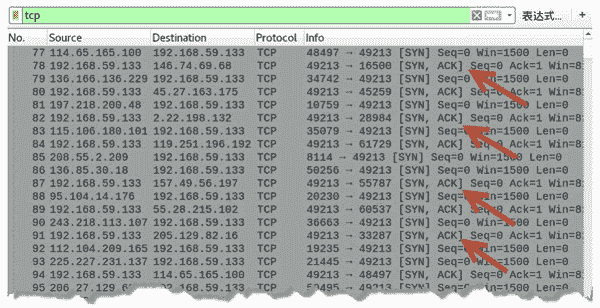 tcp 表达式… +
No. Source Destination Protocol Info
77 114.65.165.100 192.168.59.133 TCP 48497 → 49213 [SYN] Seq=0 Win=1500 Len=0
78 192.168.59.133 146.74.69.68 TCP 49213 → 16500 [SYN, ACK] Seq=0 Ack=1 Win=8
79 136.166.136.229 192.168.59.133 TCP 34742 → 49213 [SYN] Seq=0 Win=1500 Len=0
80 192.168.59.133 45.27.163.175 TCP 49213 → 45259 [SYN, ACK] Seq=0 Ack=1 Win=8
81 197.218.200.48 192.168.59.133 TCP 10759 → 49213 [SYN] Seq=0 Win=1500 Len=0
82 192.168.59.133 2.22.198.132 TCP 49213 → 28984 [SYN, ACK] Seq=0 Ack=1 Win=8
83 115.106.180.101 192.168.59.133 TCP 35079 → 49213 [SYN] Seq=0 Win=1500 Len=0
84 192.168.59.133 119.251.196.192 TCP 49213 → 61729 [SYN, ACK] Seq=0 Ack=1 Win=8
85 208.55.2.209 192.168.59.133 TCP 8114 → 49213 [SYN] Seq=0 Win=1500 Len=0
86 136.85.30.18 192.168.59.133 TCP 50256 → 49213 [SYN] Seq=0 Win=1500 Len=0
87 192.168.59.133 157.49.56.197 TCP 49213 → 55787 [SYN, ACK] Seq=0 Ack=1 Win=8
88 95.104.14.176 192.168.59.133 TCP 20230 → 49213 [SYN] Seq=0 Win=1500 Len=0
89 192.168.59.133 55.28.215.102 TCP 49213 → 60537 [SYN, ACK] Seq=0 Ack=1 Win=8
90 243.218.113.107 192.168.59.133 TCP 36663 → 49213 [SYN] Seq=0 Win=1500 Len=0
91 192.168.59.133 205.129.82.16 TCP 49213 → 33287 [SYN, ACK] Seq=0 Ack=1 Win=8
92 112.104.209.165 192.168.59.133 TCP 19235 → 49213 [SYN] Seq=0 Win=1500 Len=0
93 225.227.231.137 192.168.59.133 TCP 21445 → 49213 [SYN] Seq=0 Win=1500 Len=0
94 192.168.59.133 114.65.165.100 TCP 49213 → 48497 [SYN, ACK] Seq=0 Ack=1 Win=8
95 192.168.59.133 TCP 49213 [SYN] Seq=0 Win=1500 Len=0